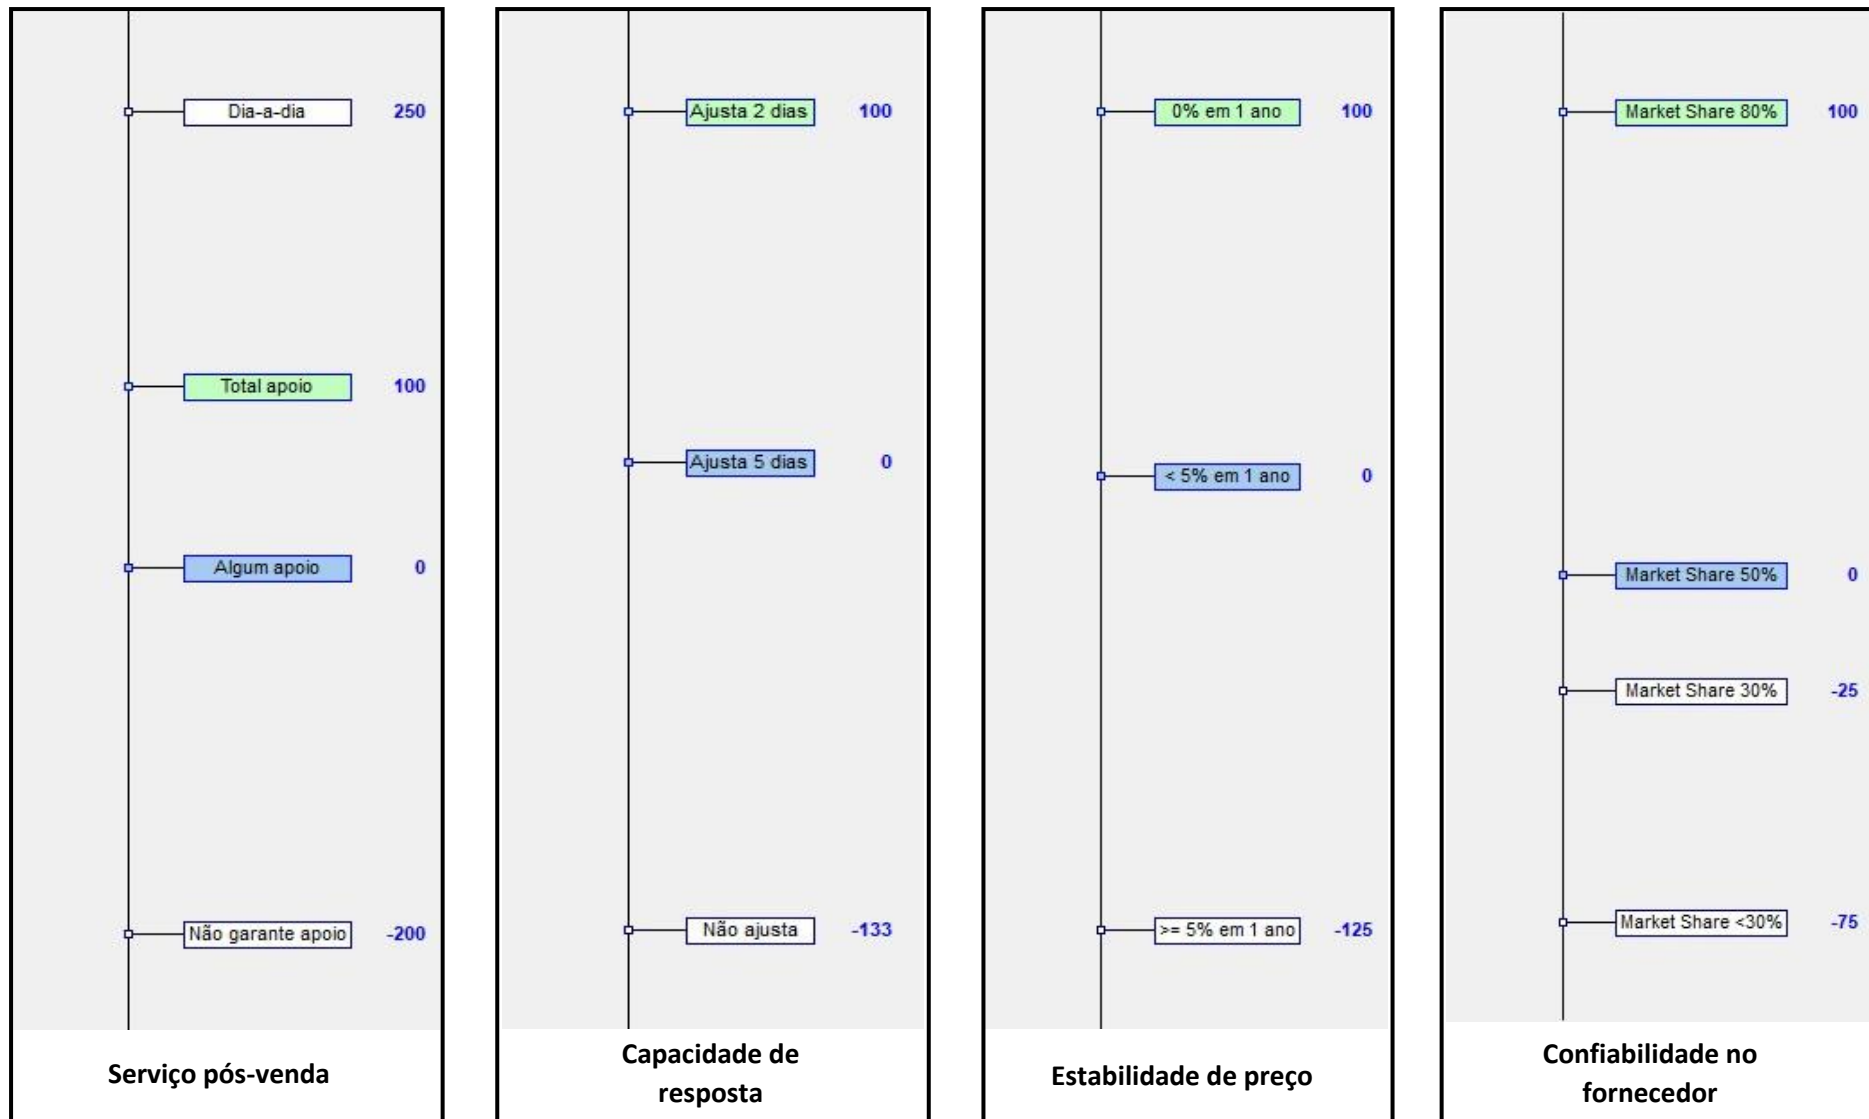 Dia-a-dia 250
Total apoio 100
Algum apoio 0
Não garante apoio -200
Serviço pós-venda
Ajusta 2 dias 100
Ajusta 5 dias 0
Não ajusta -133
Capacidade de
resposta
0% em 1 ano 100
< 5% em 1 ano 0
>= 5% em 1 ano -125
Estabilidade de preço
Market Share 80% 100
Market Share 50% 0
Market Share 30% -25
Market Share <30% -75
Confiabilidade no
fornecedor